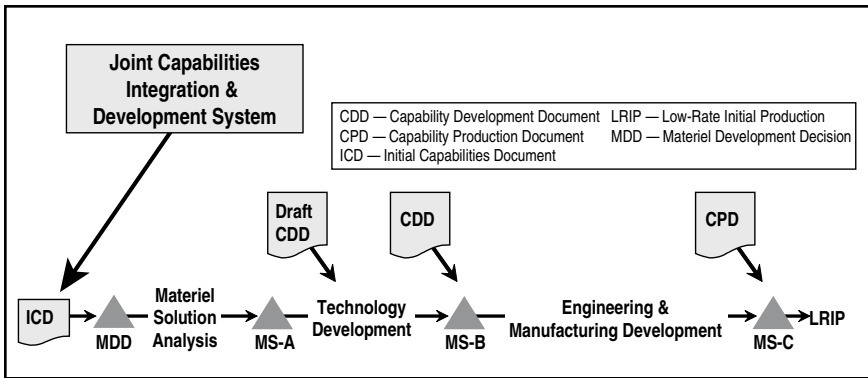 Joint Capabilities
Integration &
Development System
CDD — Capability Development Document
LRIP — Low-Rate Initial Production
CPD — Capability Production Document
MDD — Materiel Development Decision
ICD — Initial Capabilities Document
Draft
CDD
CDD
CPD
ICD
MDD
Materiel
Solution
Analysis
MS-A
Technology
Development
MS-B
Engineering &
Manufacturing Development
MS-C
LRIP